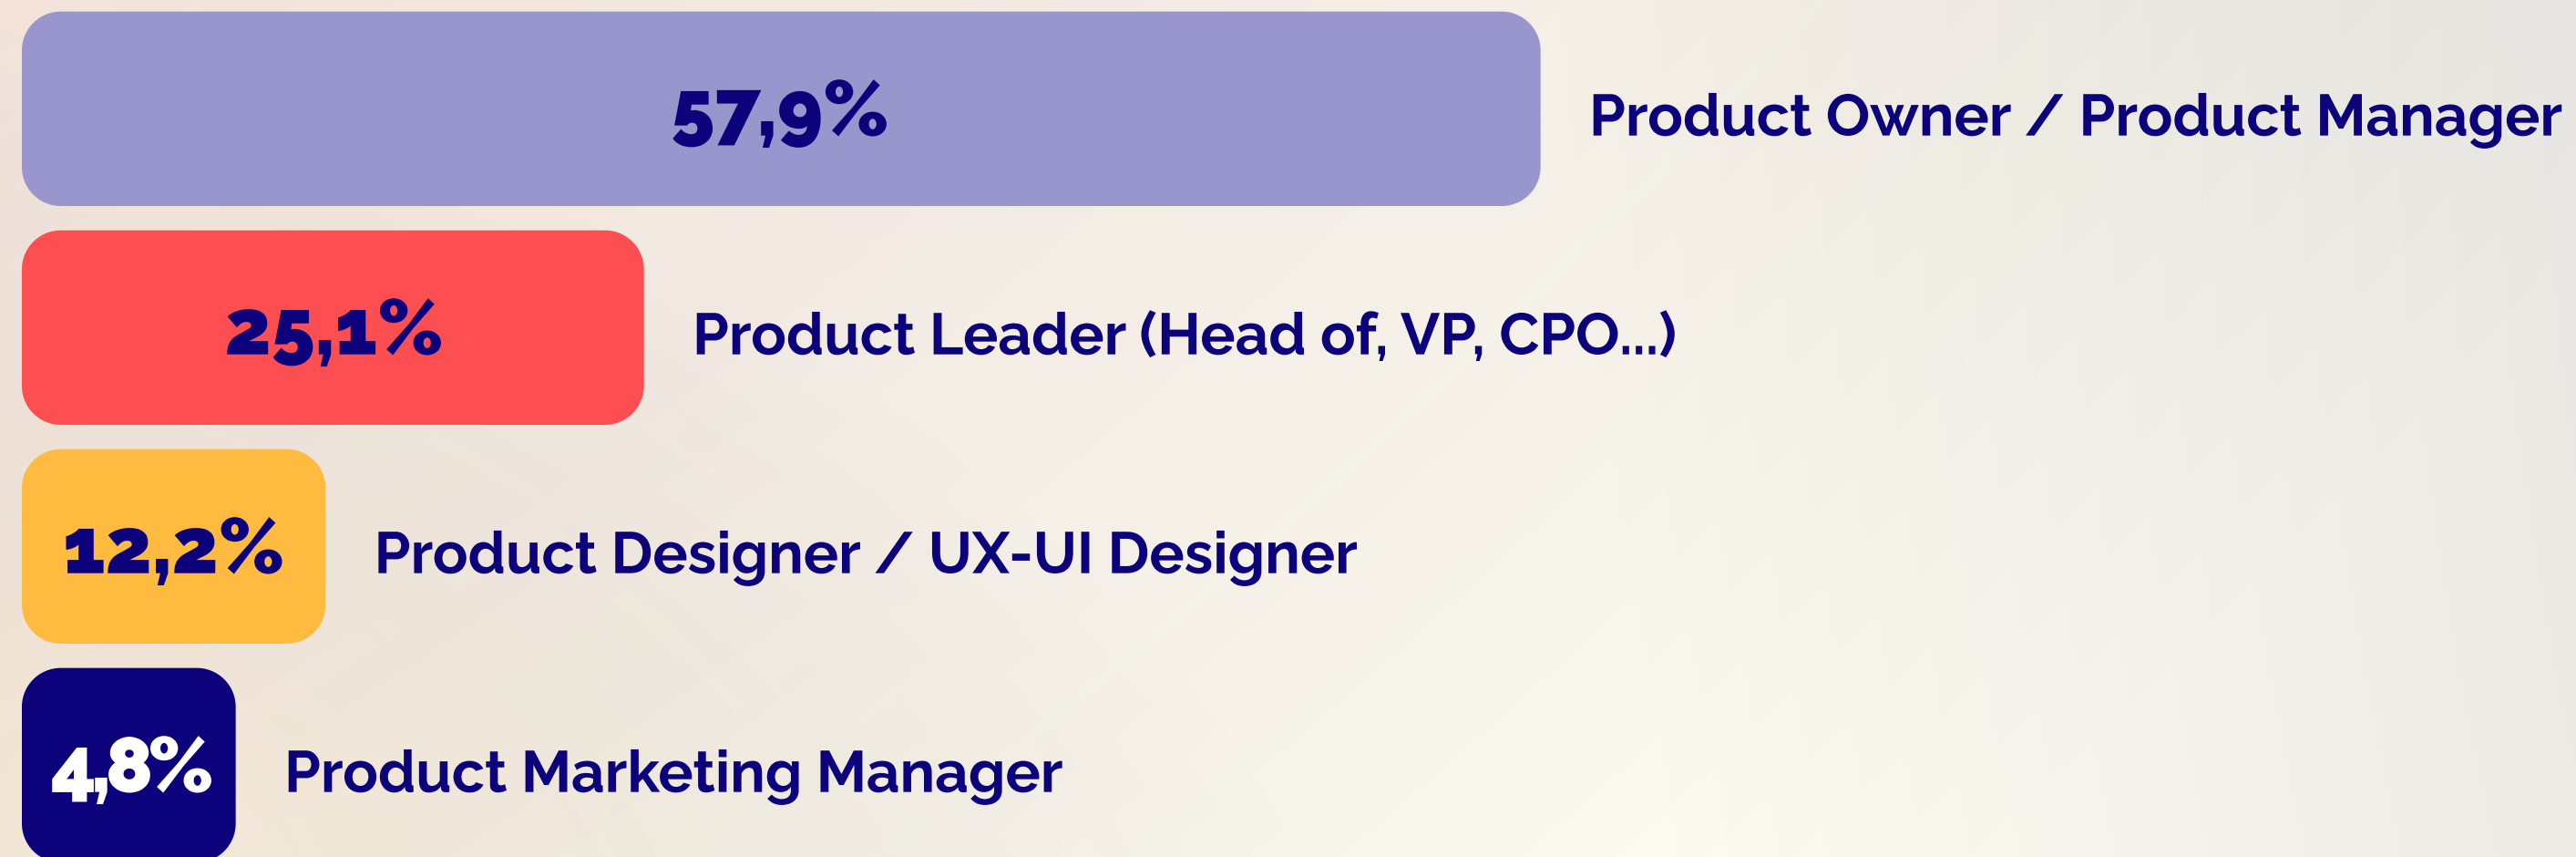 57,9% Product Owner / Product Manager
25,1% Product Leader (Head of, VP, CPO...)
12,2% Product Designer / UX-UI Designer
4,8% Product Marketing Manager